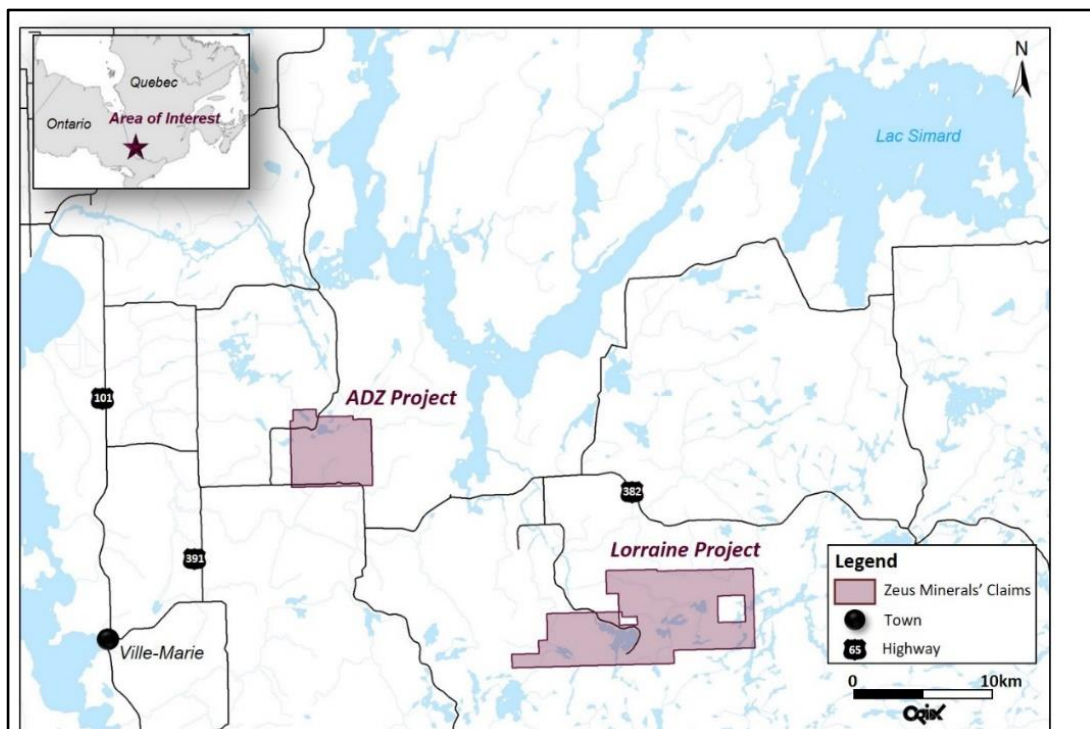 Quebec
Ontario
Area of Interest
N
Lac Simard
101
ADZ Project
382
391
Lorraine Project
Ville-Marie
Legend
Zeus Minerals’ Claims
Town
65 Highway
0 10km